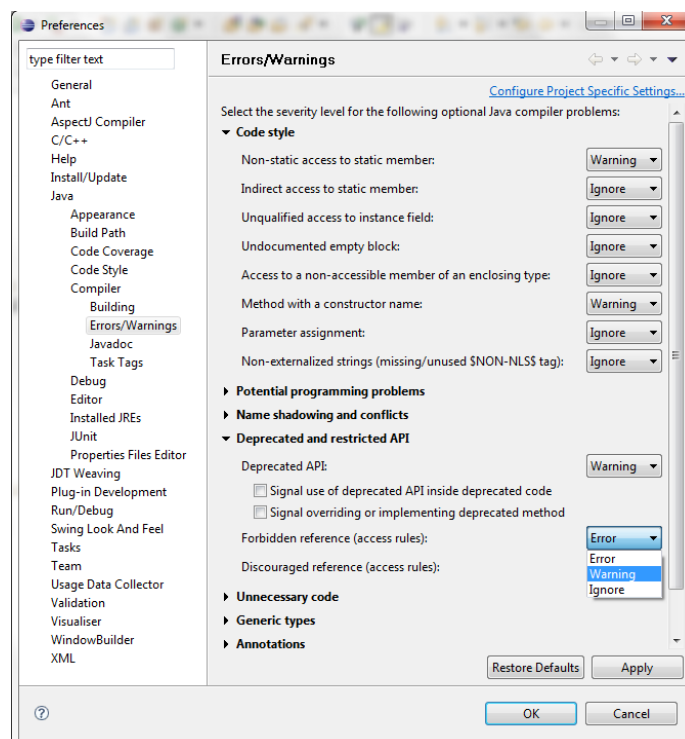 Preferences
type filter text
General
Ant
AspectJ Compiler
C/C++
Help
Install/Update
Java
Appearance
Build Path
Code Coverage
Code Style
Compiler
Building
Errors/Warnings
Javadoc
Task Tags
Debug
Editor
Installed JREs
JUnit
Properties Files Editor
JDT Weaving
Plug-in Development
Run/Debug
Swing Look And Feel
Tasks
Team
Usage Data Collector
Validation
Visualiser
WindowBuilder
XML
Errors/Warnings
Configure Project Specific Settings...
Select the severity level for the following optional Java compiler problems:
Code style
Non-static access to static member: Warning
Indirect access to static member: Ignore
Unqualified access to instance field: Ignore
Undocumented empty block: Ignore
Access to a non-accessible member of an enclosing type: Ignore
Method with a constructor name: Warning
Parameter assignment: Ignore
Non-externalized strings (missing/unused $NON-NLS$ tag): Ignore
Potential programming problems
Name shadowing and conflicts
Deprecated and restricted API
Deprecated API: Warning
Signal use of deprecated API inside deprecated code
Signal overriding or implementing deprecated method
Forbidden reference (access rules): Error
Error
Discouraged reference (access rules): Warning
Ignore
Unnecessary code
Generic types
Annotations
Restore Defaults Apply
OK Cancel